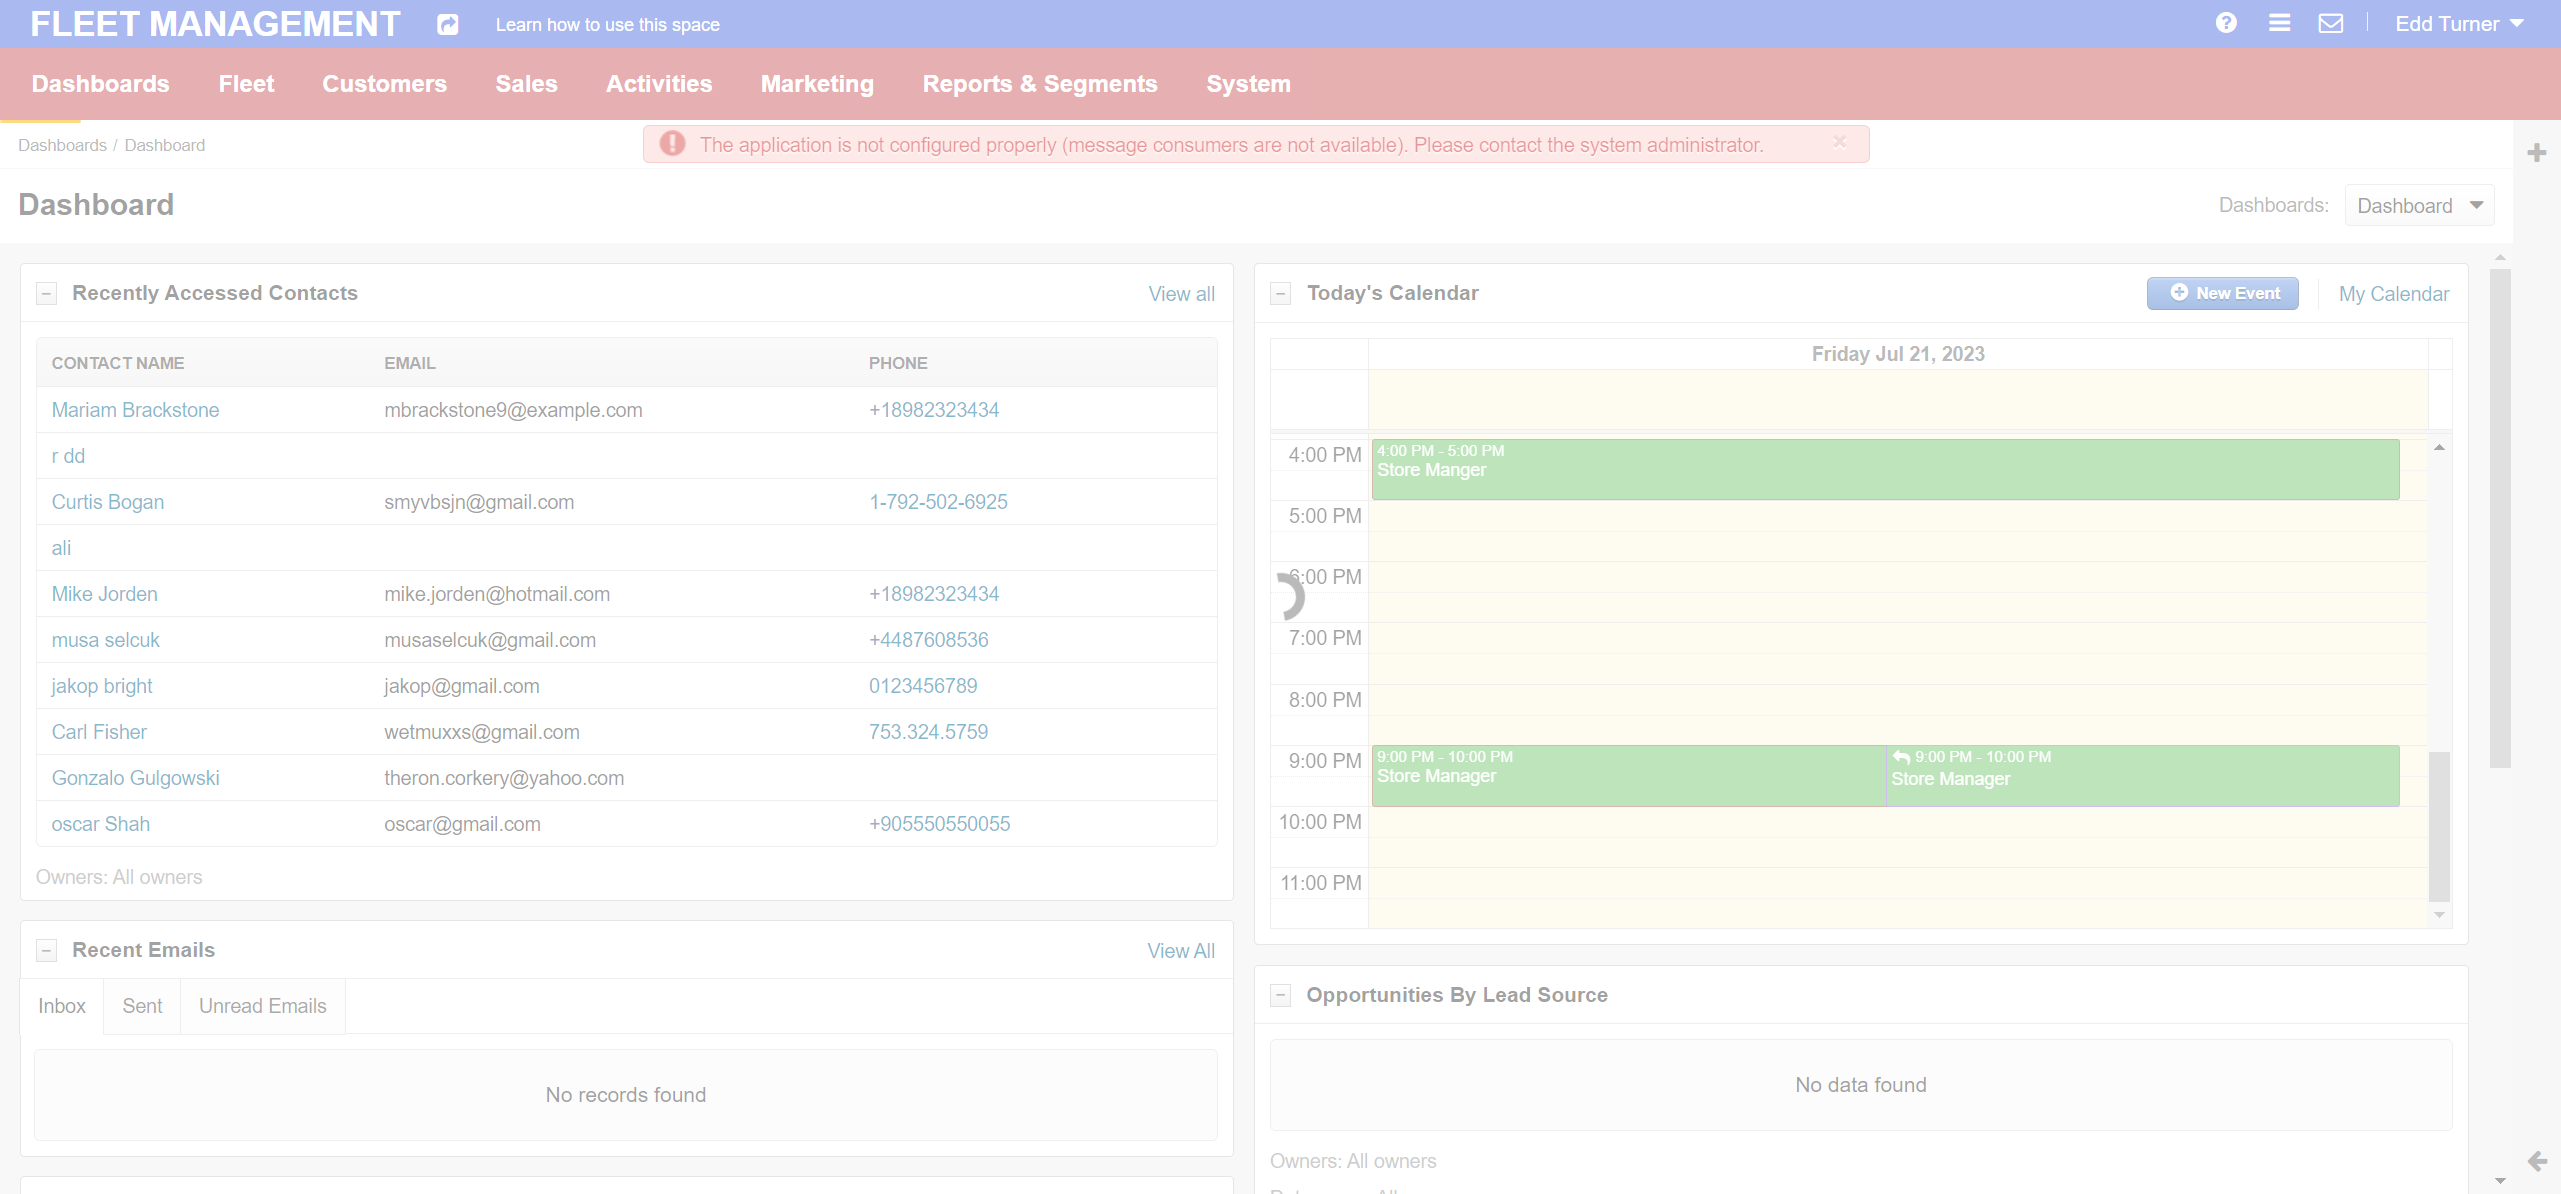 FLEET MANAGEMENT
Learn how to use this space
Edd Turner
Dashboards
Fleet
Customers
Sales
Activities
Marketing
Reports & Segments
System
Dashboards / Dashboard
The application is not configured properly (message consumers are not available). Please contact the system administrator.
Dashboard
Dashboards:
Dashboard
Recently Accessed Contacts
View all
CONTACT NAME EMAIL PHONE
Mariam Brackstone mbrackstone9@example.com +18982323434
r dd
Curtis Bogan smyvbsjn@gmail.com 1-792-502-6925
ali
Mike Jorden mike.jorden@hotmail.com +18982323434
musa selcuk musaselcuk@gmail.com +4487608536
jakop bright jakop@gmail.com 0123456789
Carl Fisher wetmuxxs@gmail.com 753.324.5759
Gonzalo Gulgowski theron.corkery@yahoo.com
oscar Shah oscar@gmail.com +905550550055
Owners: All owners
Recent Emails
View All
Inbox
Sent
Unread Emails
No records found
Today's Calendar
New Event
My Calendar
Friday Jul 21, 2023
4:00 PM
4:00 PM - 5:00 PM
Store Manger
5:00 PM
6:00 PM
7:00 PM
8:00 PM
9:00 PM
9:00 PM - 10:00 PM
Store Manager
9:00 PM - 10:00 PM
Store Manager
10:00 PM
11:00 PM
Opportunities By Lead Source
No data found
Owners: All owners